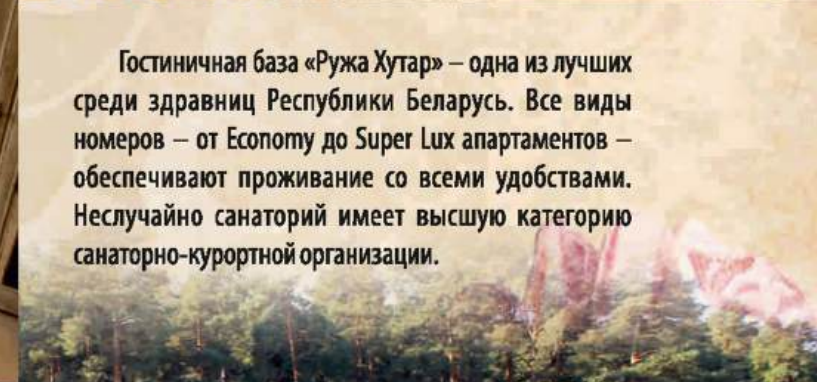 Гостиничная база «Ружа Хутар» – одна из лучших
среди здравниц Республики Беларусь. Все виды
номеров – от Economy до Super Lux апартаментов –
обеспечивают проживание со всеми удобствами.
Неслучайно санаторий имеет высшую категорию
санаторно-курортной организации.